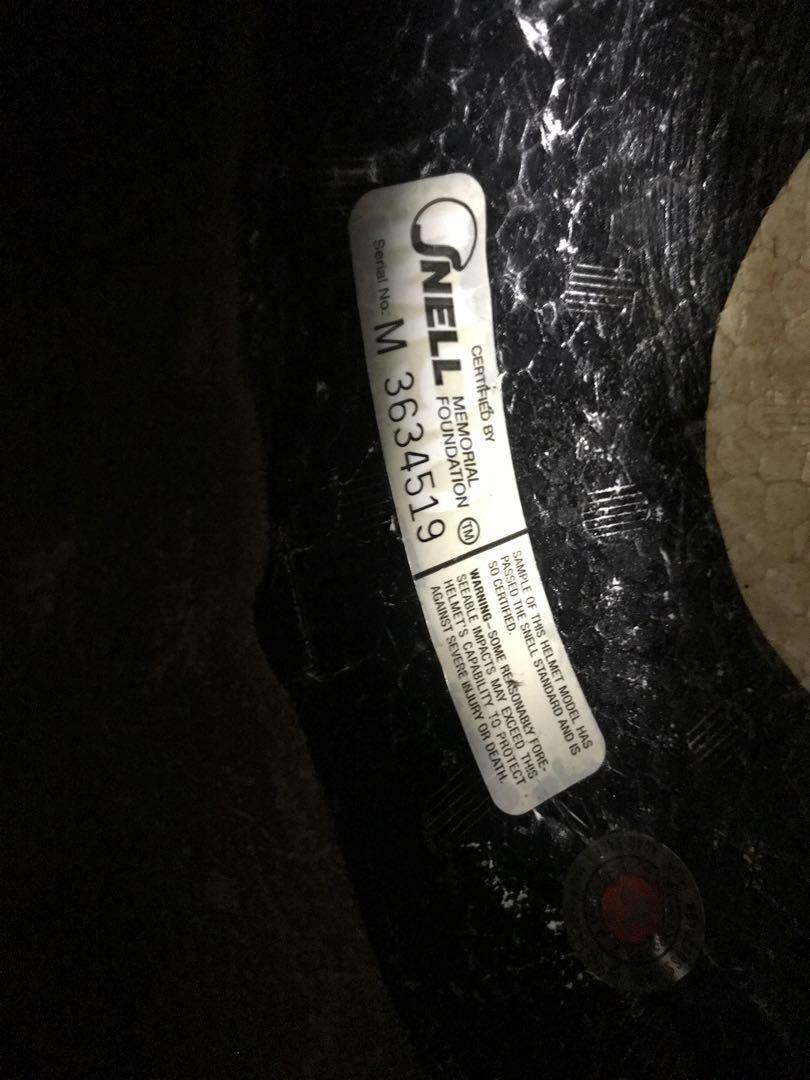 CERTIFIED BY
SNELL MEMORIAL
FOUNDATION TM
Serial No. M 3634519
SAMPLE OF THIS HELMET MODEL HAS
PASSED THE SNELL STANDARD AND IS
SO CERTIFIED.
WARNING–SOME REASONABLY FORE-
SEEABLE IMPACTS MAY EXCEED THIS
HELMET'S CAPABILITY TO PROTECT
AGAINST SEVERE INJURY OR DEATH.